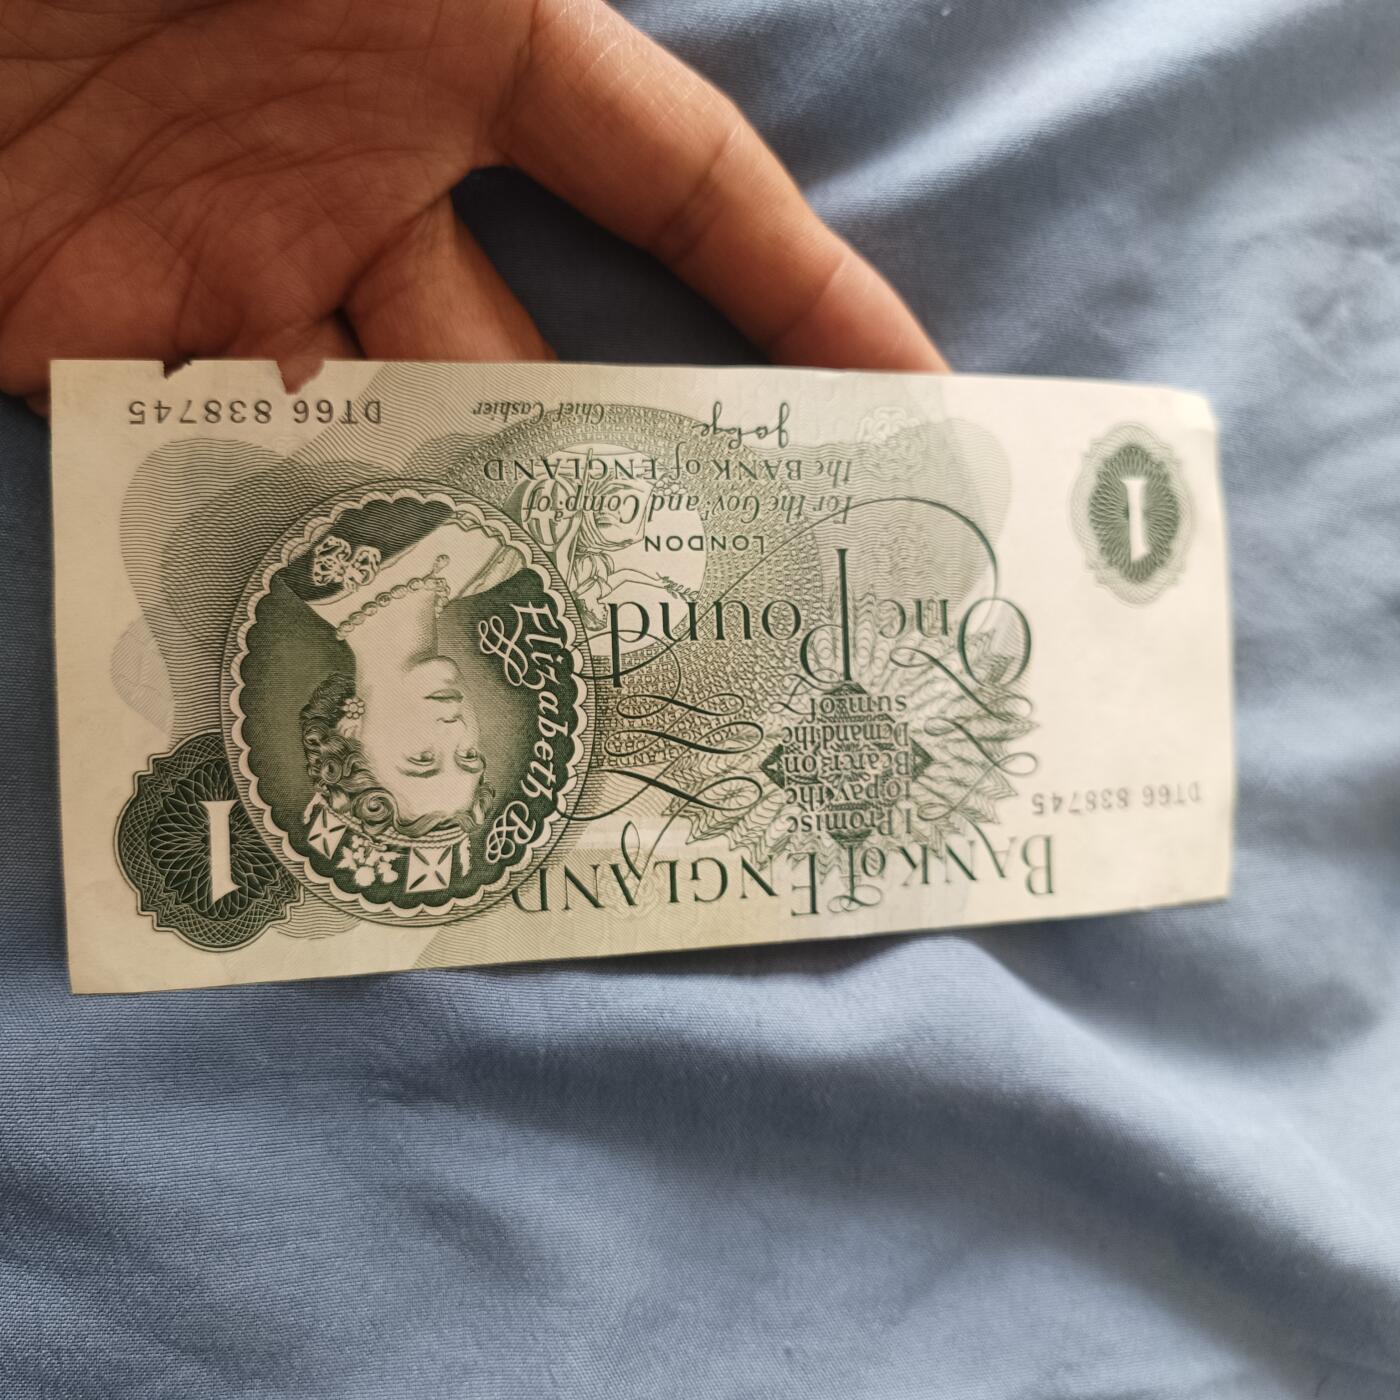 BANK of ENGLAND
DT66 838745
I Promise
to pay the
Bearer on
Demand the
sum of
One Pound
LONDON
For the Govr. and Compa. of
the BANK of ENGLAND
Chief Cashier
DT66 838745
Elizabeth R
1
1